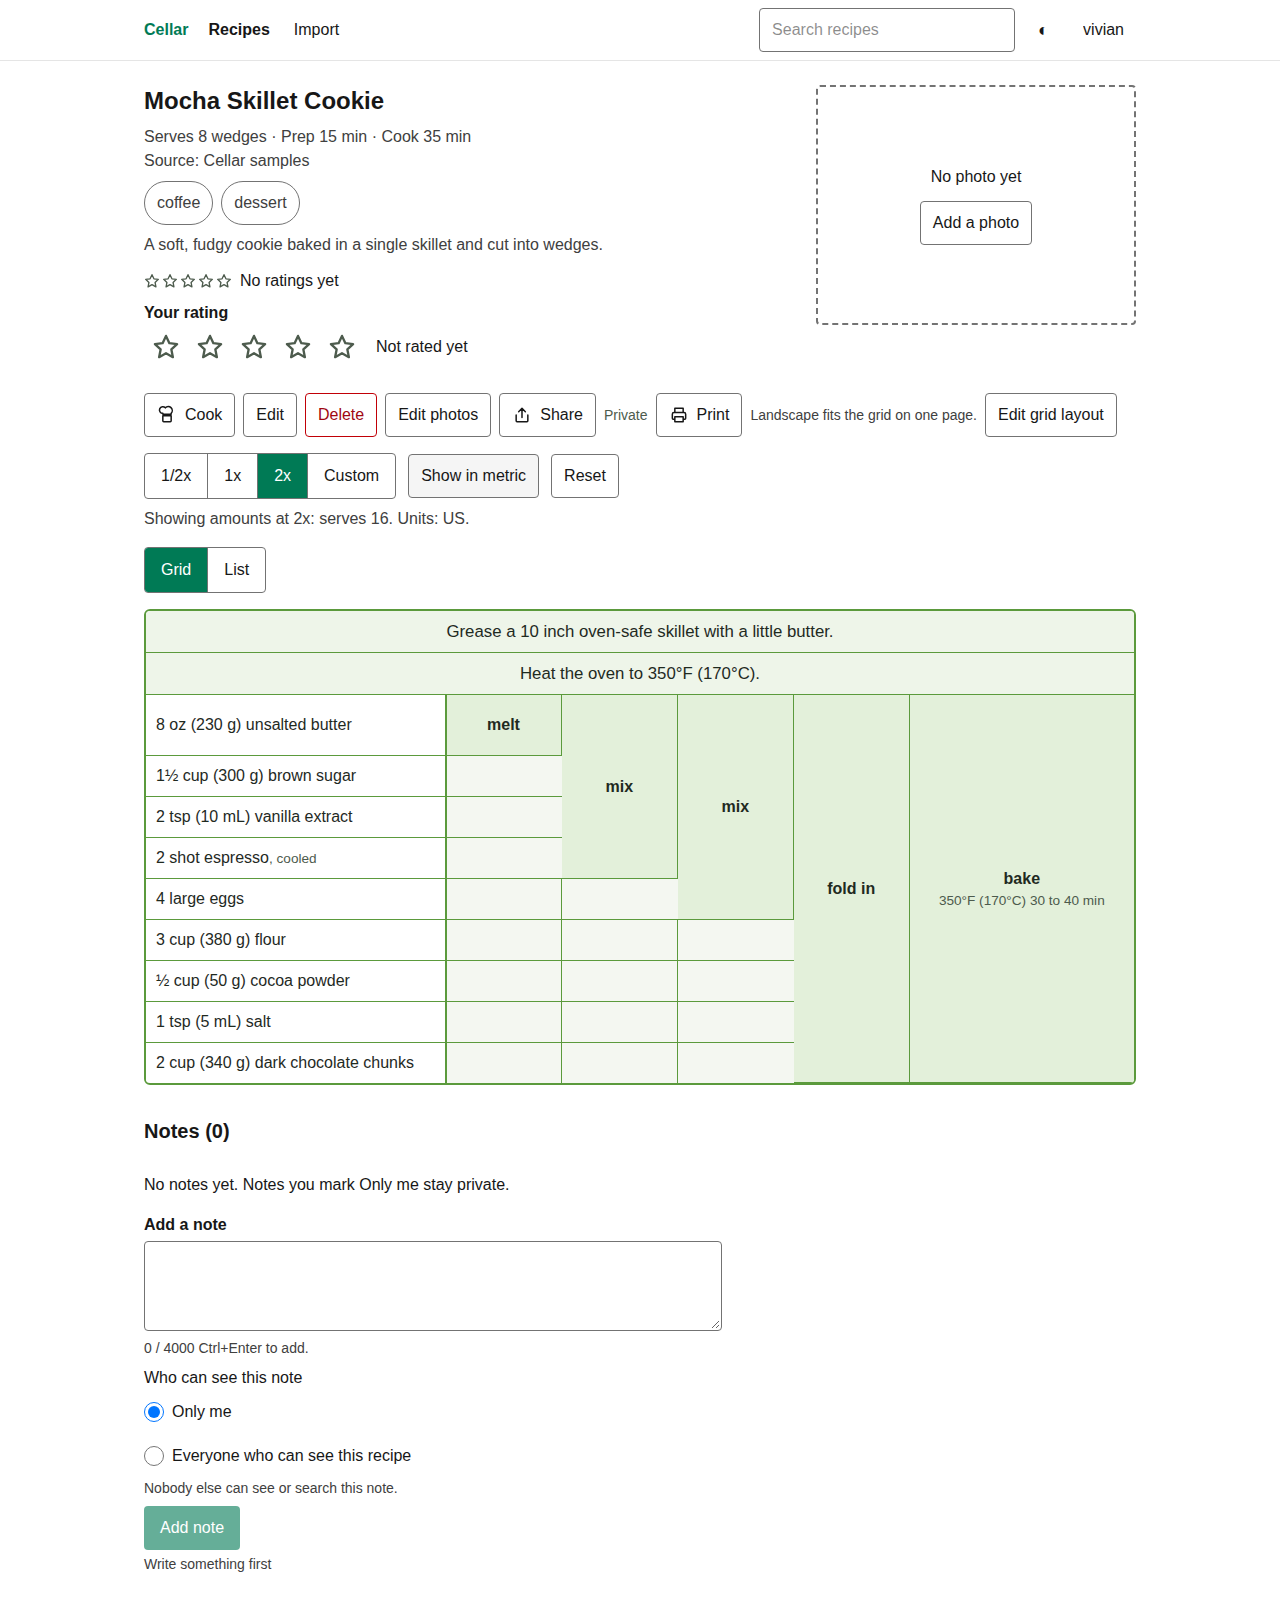 Cellar Recipes Import Search recipes vivian
Mocha Skillet Cookie
Serves 8 wedges · Prep 15 min · Cook 35 min
Source: Cellar samples
coffee dessert
A soft, fudgy cookie baked in a single skillet and cut into wedges.
No ratings yet
Your rating
Not rated yet
No photo yet
Add a photo
Cook Edit Delete Edit photos Share Private Print Landscape fits the grid on one page. Edit grid layout
1/2x 1x 2x Custom Show in metric Reset
Showing amounts at 2x: serves 16. Units: US.
Grid List
Grease a 10 inch oven-safe skillet with a little butter.
Heat the oven to 350°F (170°C).
8 oz (230 g) unsalted butter
melt
1½ cup (300 g) brown sugar
mix
2 tsp (10 mL) vanilla extract
mix
2 shot espresso, cooled
4 large eggs
fold in
bake
350°F (170°C) 30 to 40 min
3 cup (380 g) flour
½ cup (50 g) cocoa powder
1 tsp (5 mL) salt
2 cup (340 g) dark chocolate chunks
Notes (0)
No notes yet. Notes you mark Only me stay private.
Add a note
0 / 4000 Ctrl+Enter to add.
Who can see this note
Only me
Everyone who can see this recipe
Nobody else can see or search this note.
Add note
Write something first